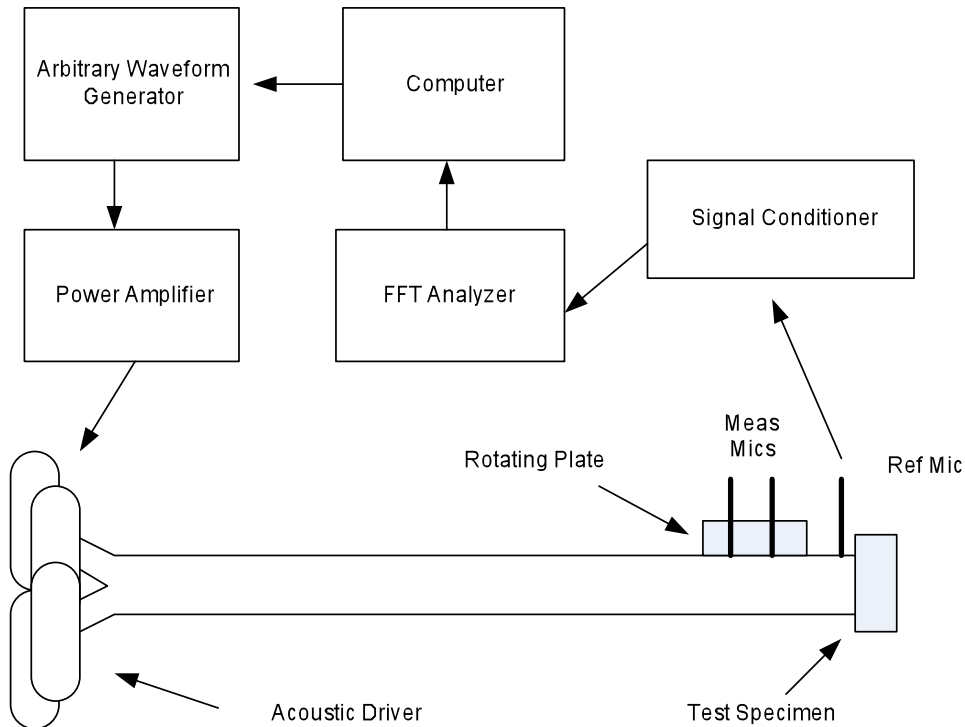 Arbitrary Waveform
Generator
Computer
Signal Conditioner
Power Amplifier
FFT Analyzer
Meas
Mics
Rotating Plate
Ref Mic
Acoustic Driver
Test Specimen